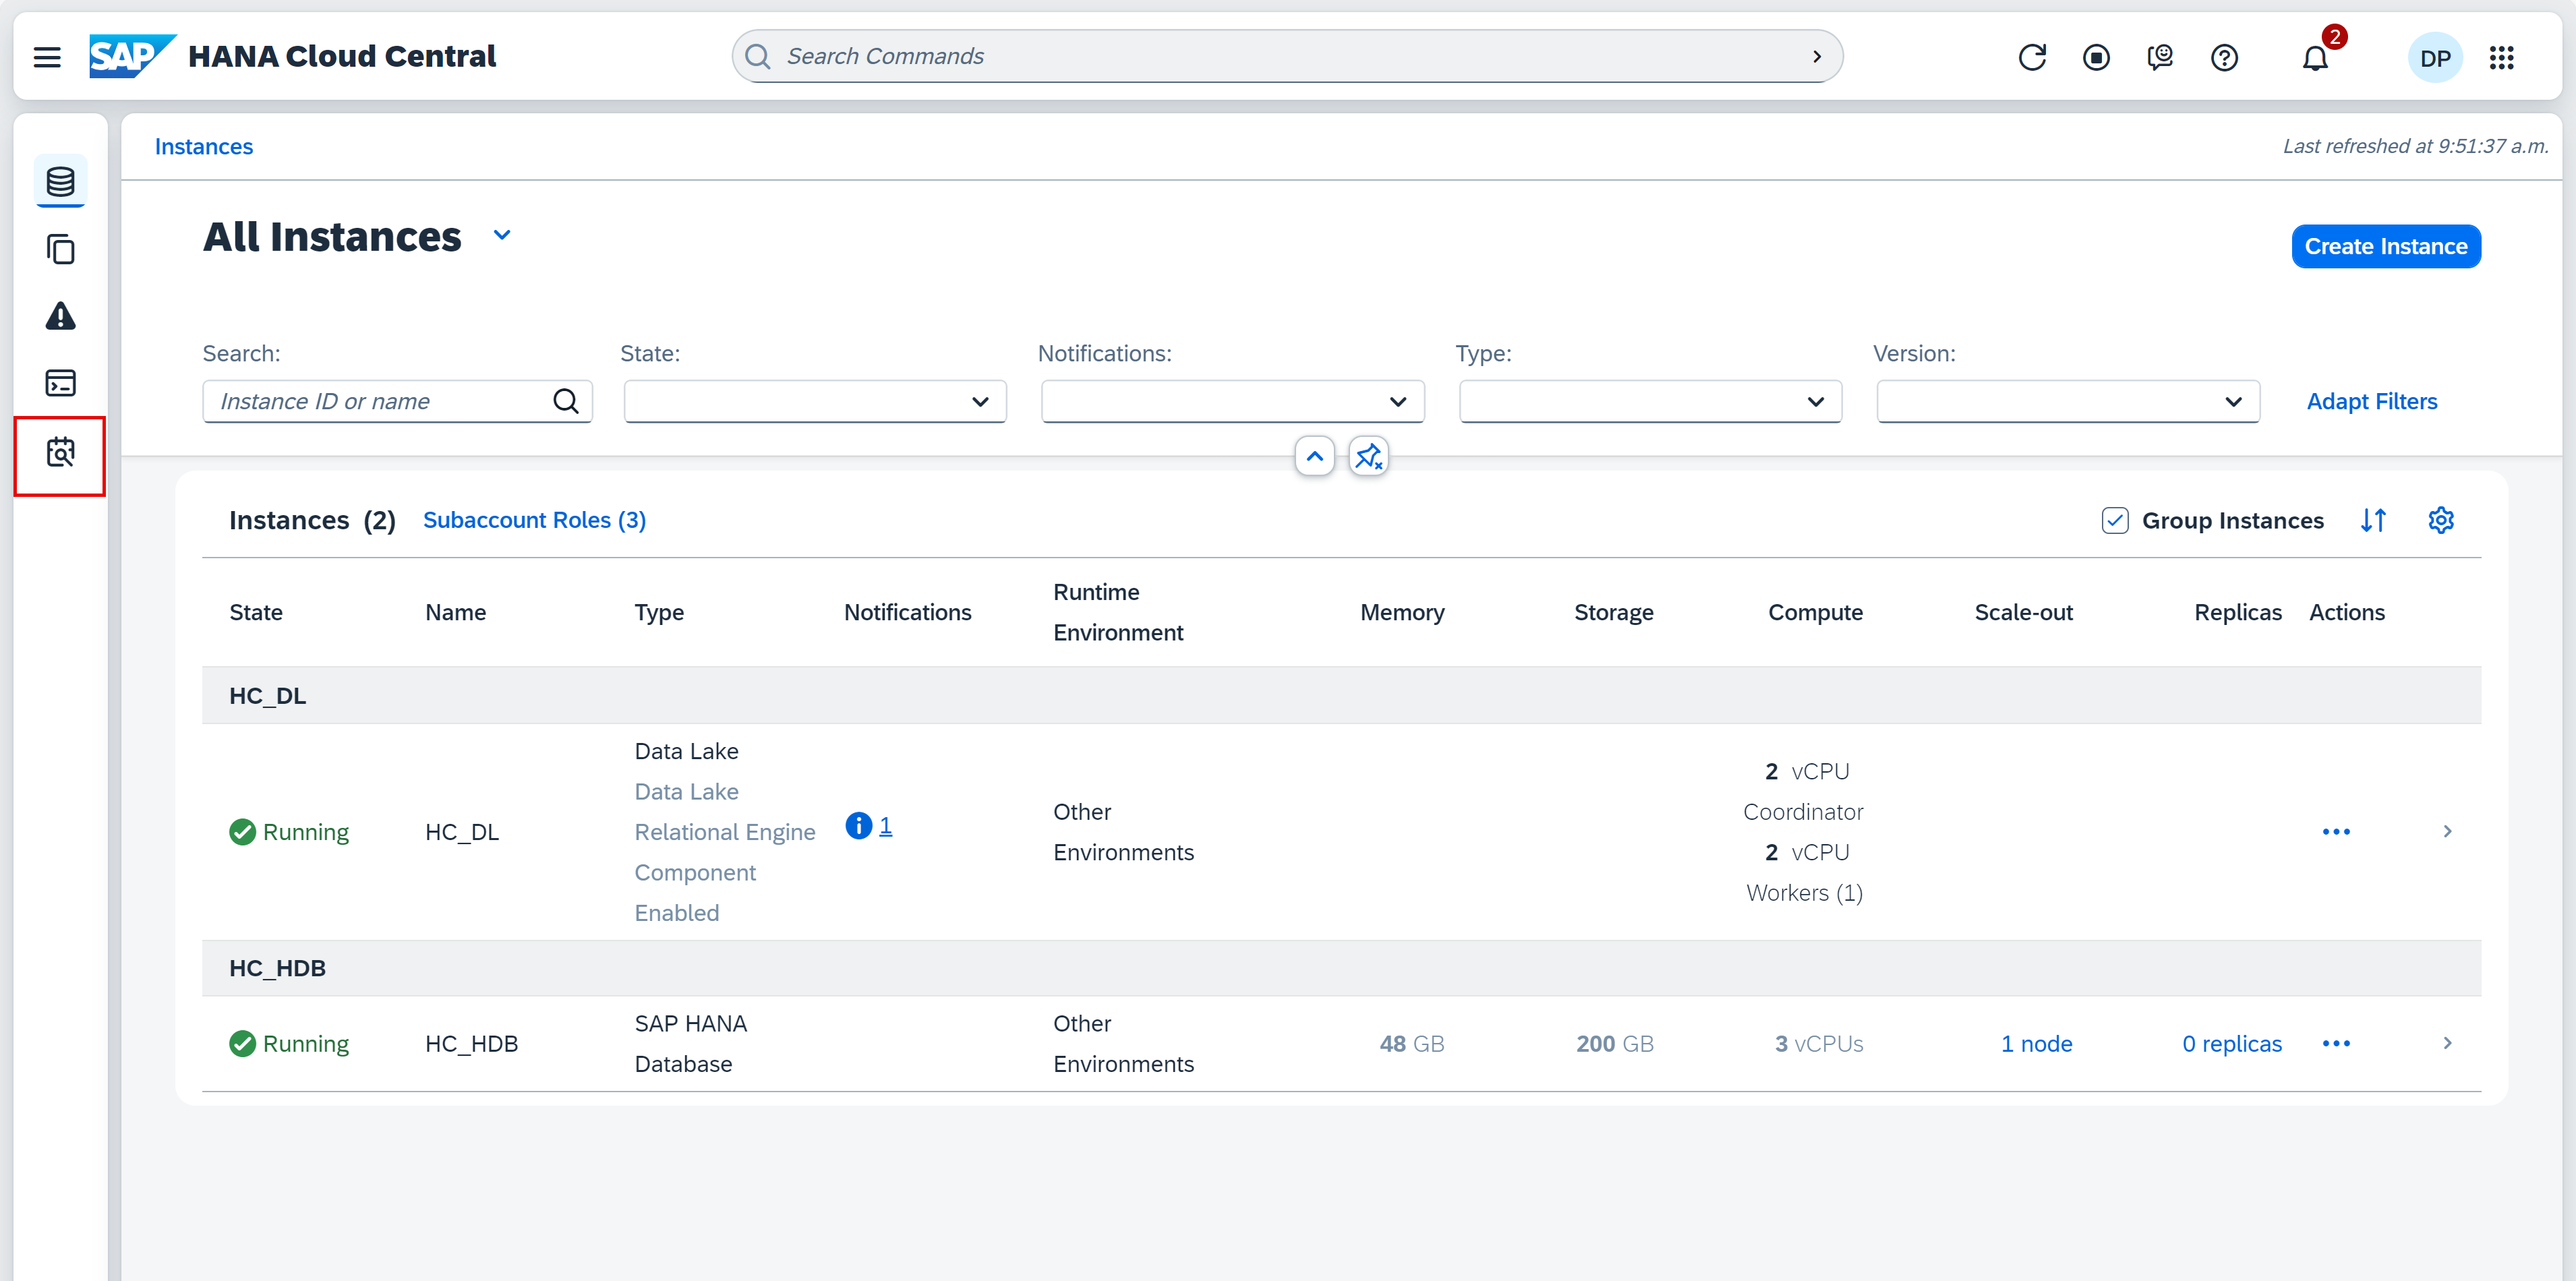 SAP HANA Cloud Central
Search Commands
2
DP
Instances
Last refreshed at 9:51:37 a.m.
All Instances
Create Instance
Search:
State:
Notifications:
Type:
Version:
Instance ID or name
Adapt Filters
Instances (2)
Subaccount Roles (3)
Group Instances
State
Name
Type
Notifications
Runtime
Environment
Memory
Storage
Compute
Scale-out
Replicas
Actions
HC_DL
Running
HC_DL
Data Lake
Data Lake
Relational Engine
Component
Enabled
1
Other
Environments
2 vCPU
Coordinator
2 vCPU
Workers (1)
HC_HDB
Running
HC_HDB
SAP HANA
Database
Other
Environments
48 GB
200 GB
3 vCPUs
1 node
0 replicas